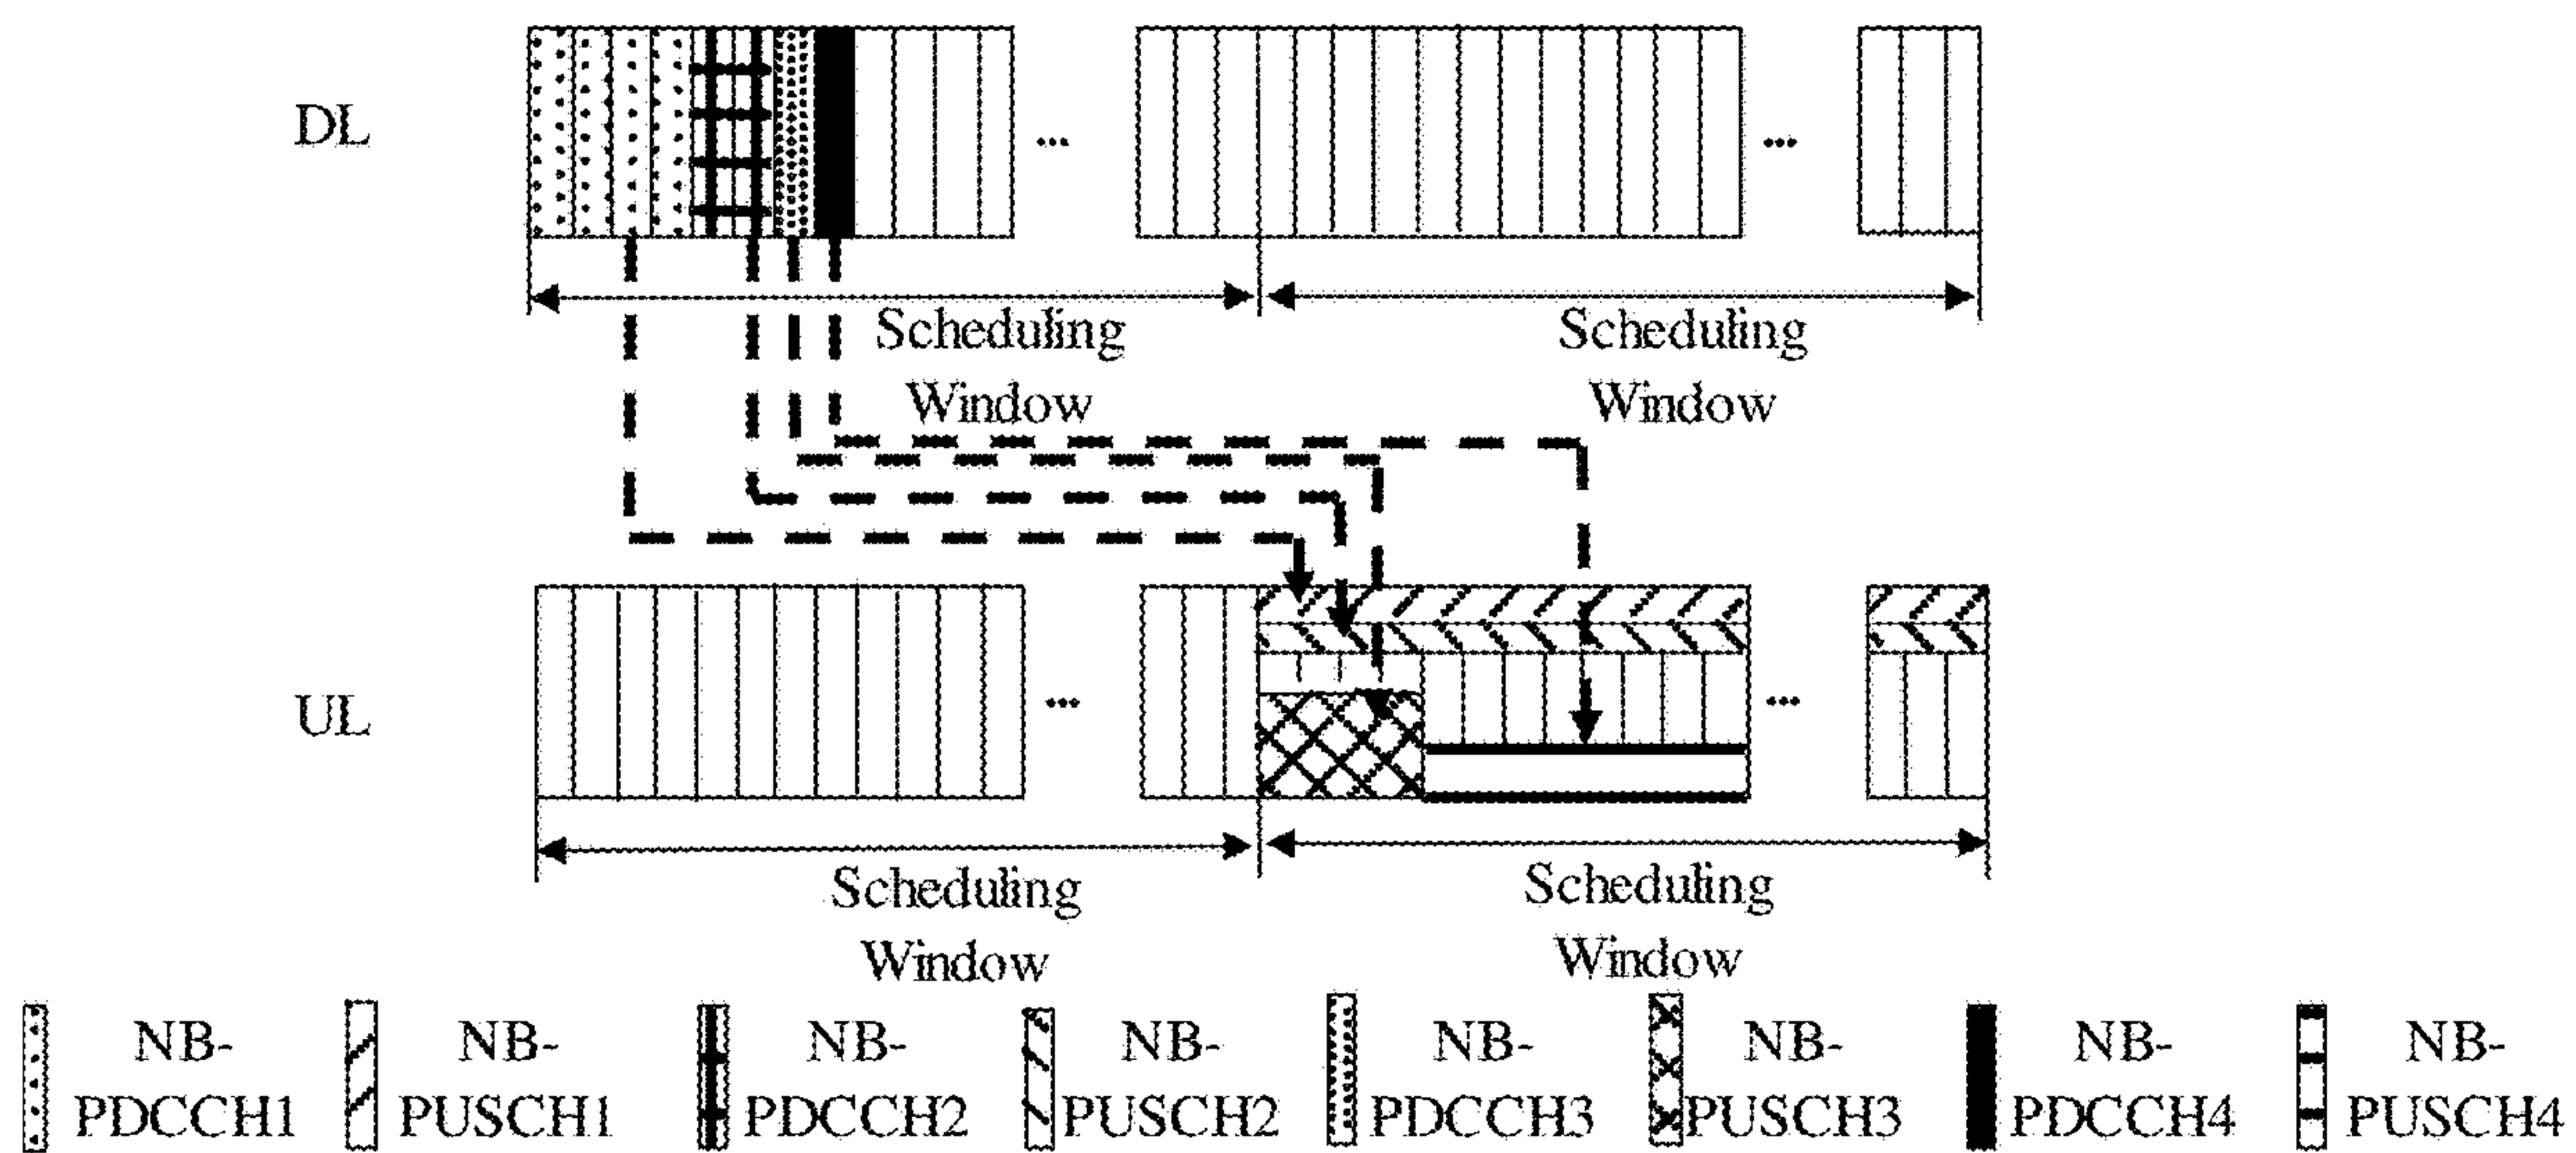 DL
...
...
Scheduling
Window
Scheduling
Window
UL
...
...
Scheduling
Window
Scheduling
Window
NB-
PDCCH1
NB-
PUSCH1
NB-
PDCCH2
NB-
PUSCH2
NB-
PDCCH3
NB-
PUSCH3
NB-
PDCCH4
NB-
PUSCH4